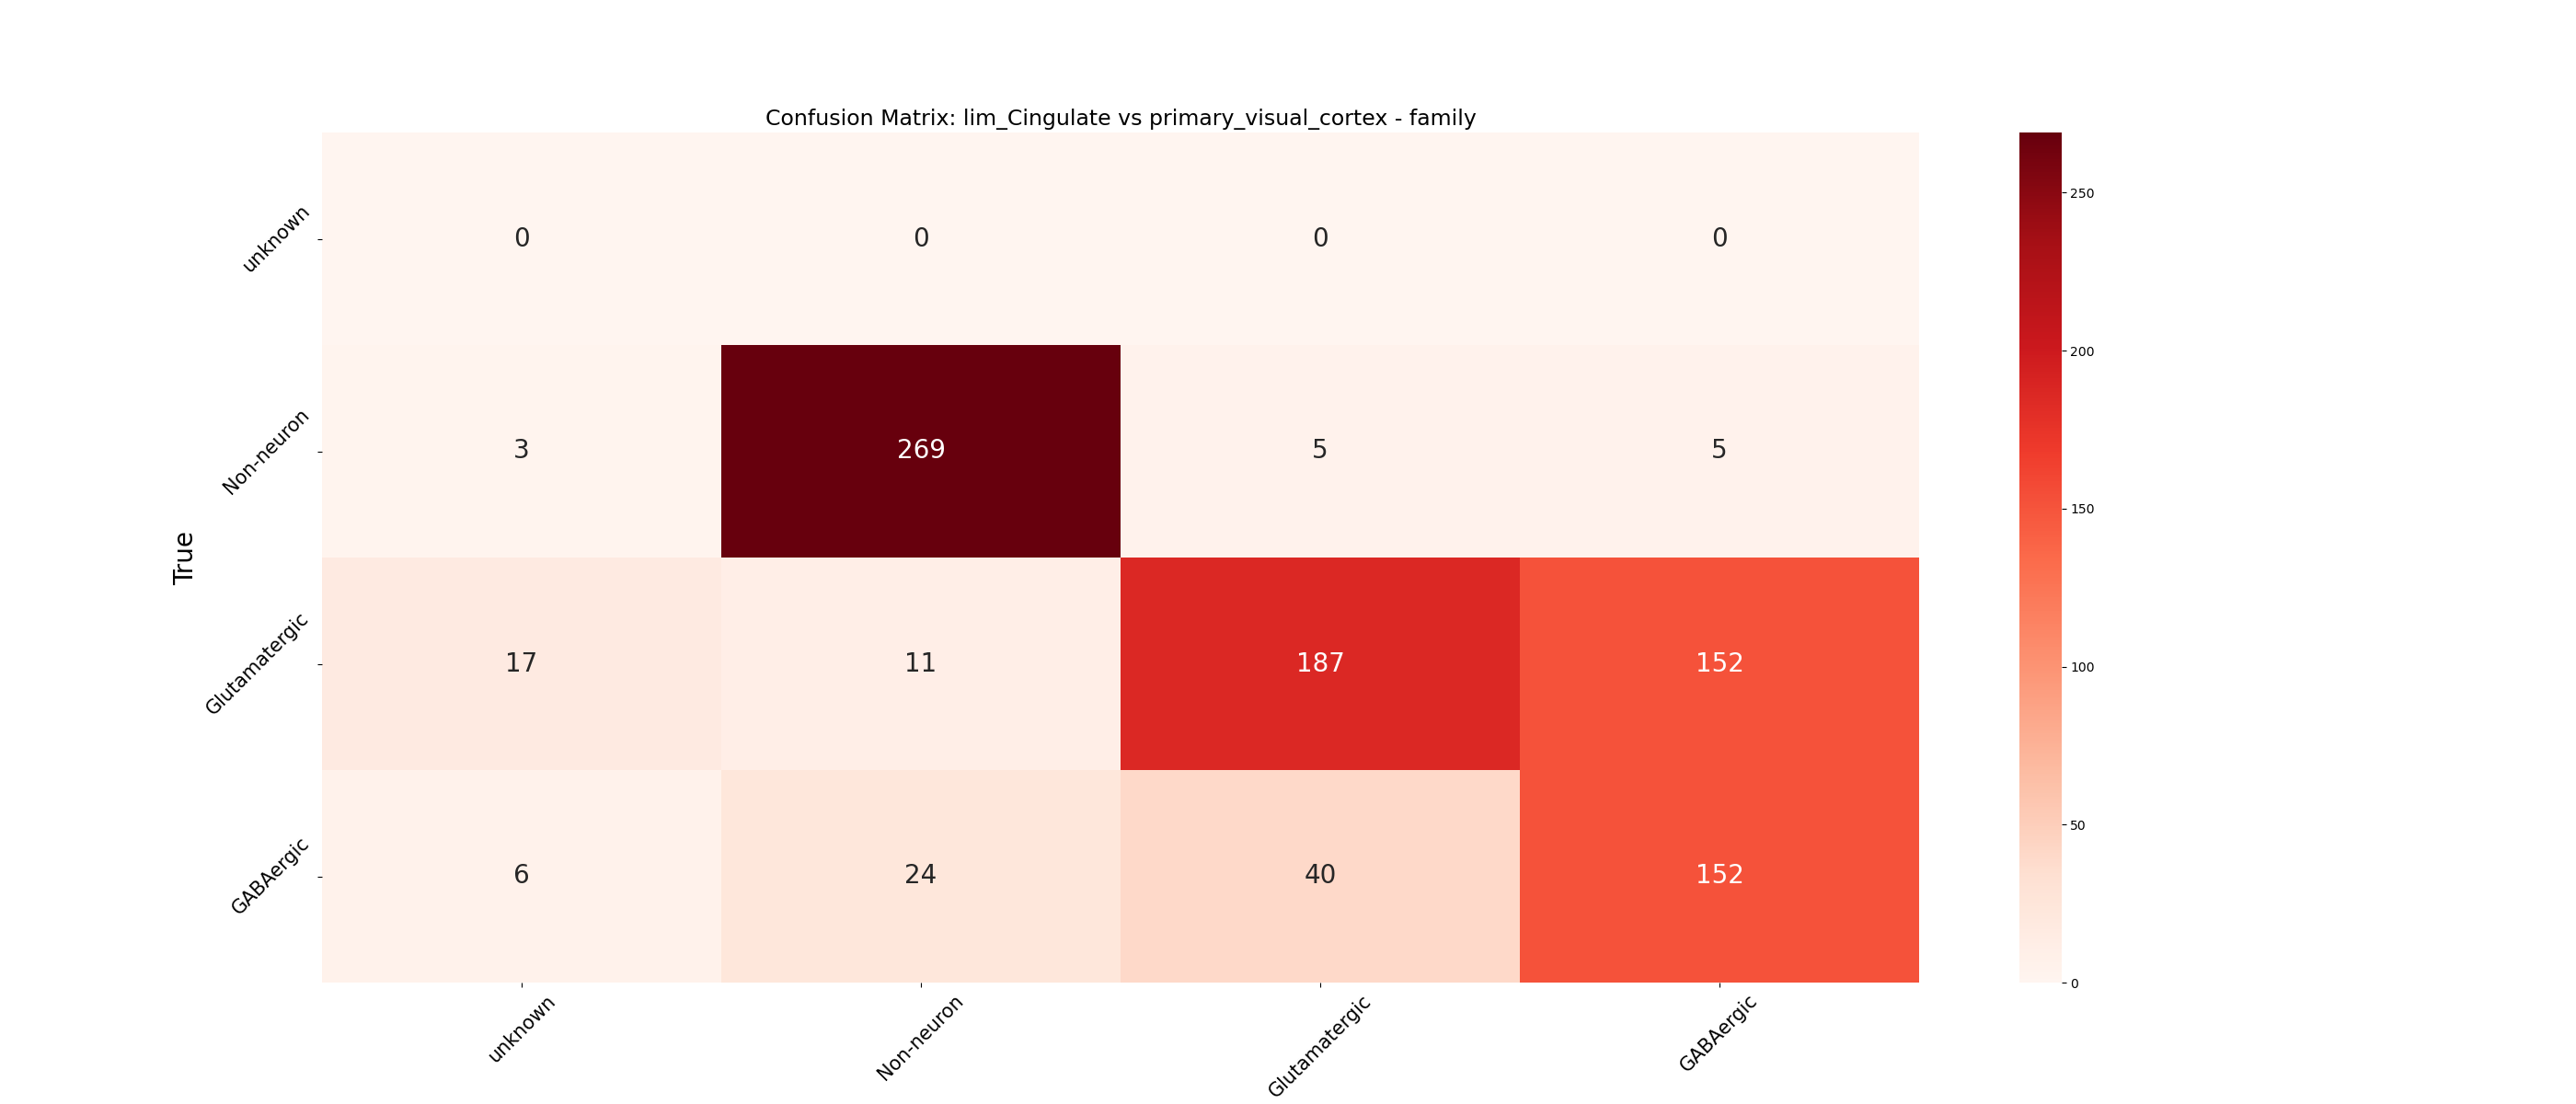 Confusion Matrix: lim_Cingulate vs primary_visual_cortex - family
True
unknown 0 0 0 0
Non-neuron 3 269 5 5
Glutamatergic 17 11 187 152
GABAergic 6 24 40 152
unknown Non-neuron Glutamatergic GABAergic
250
200
150
100
50
0